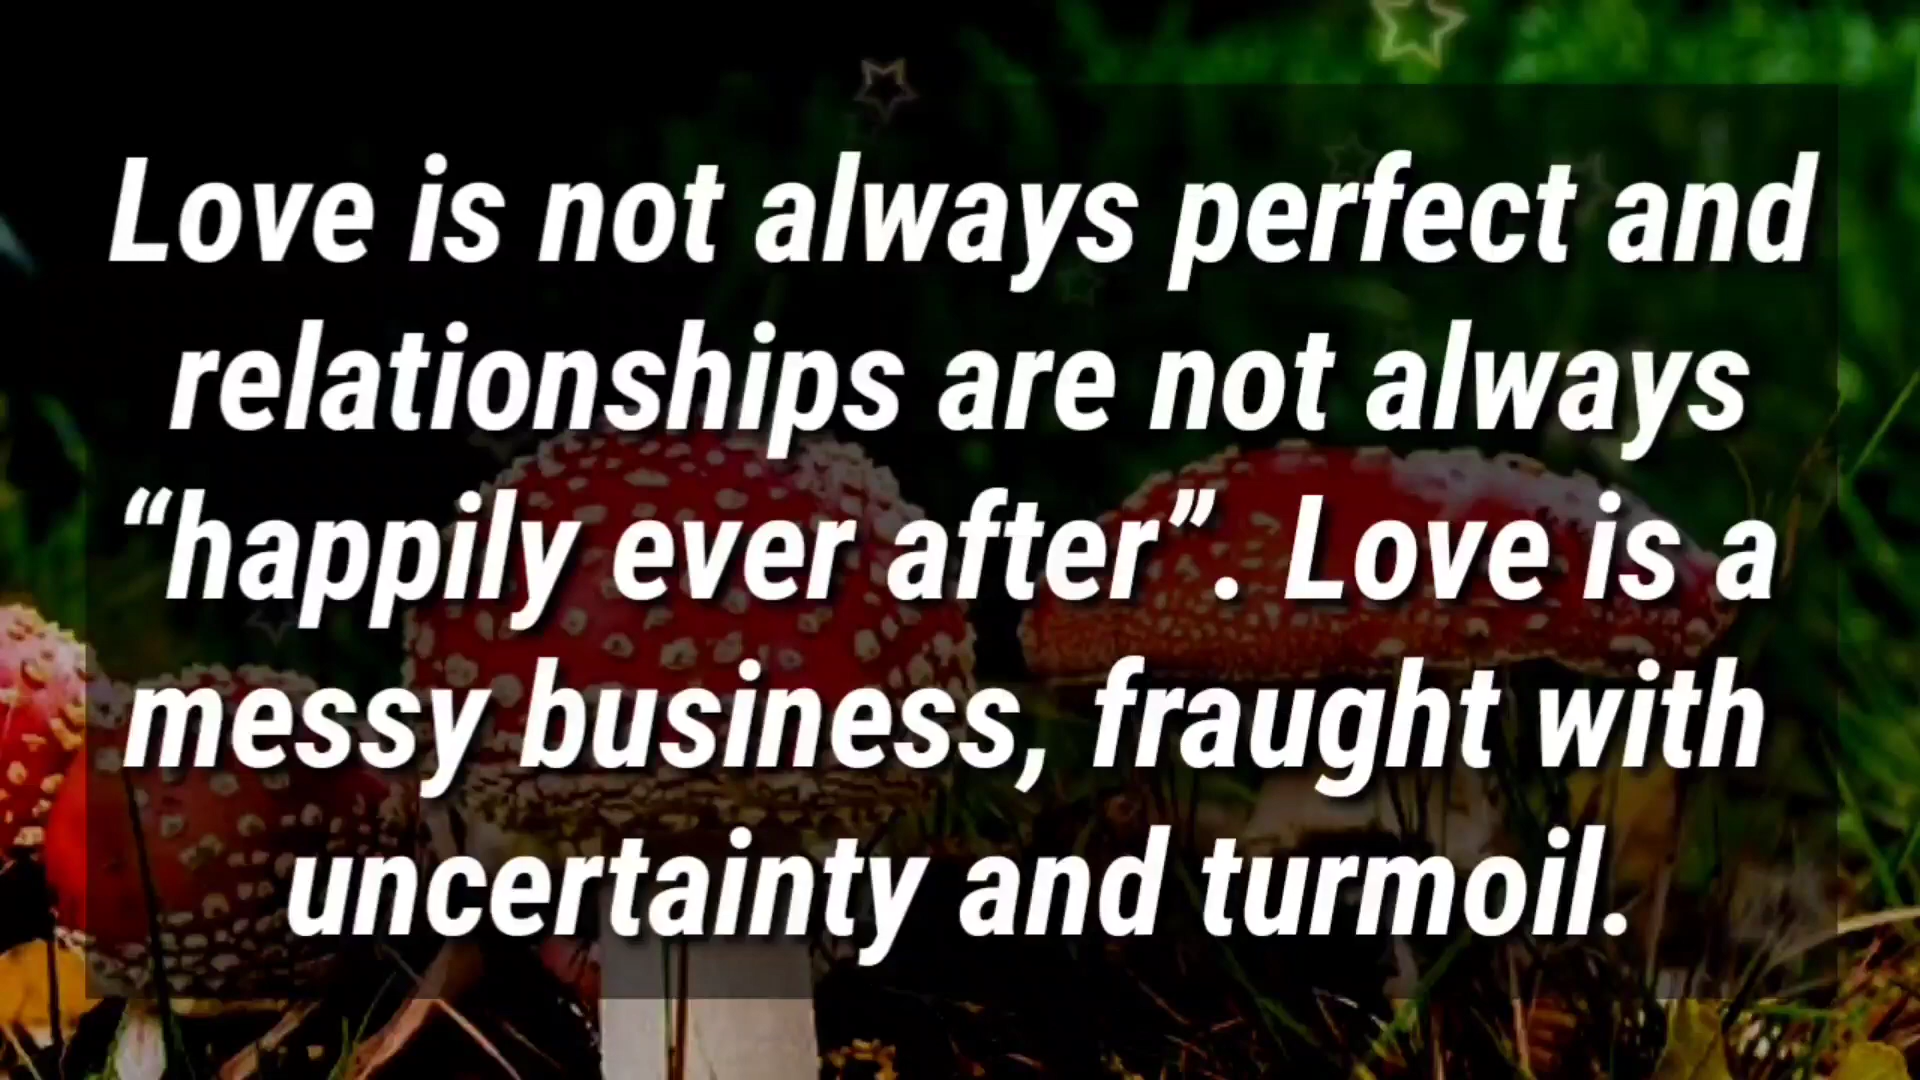 Love is not always perfect and
relationships are not always
“happily ever after”. Love is a
messy business, fraught with
uncertainty and turmoil.